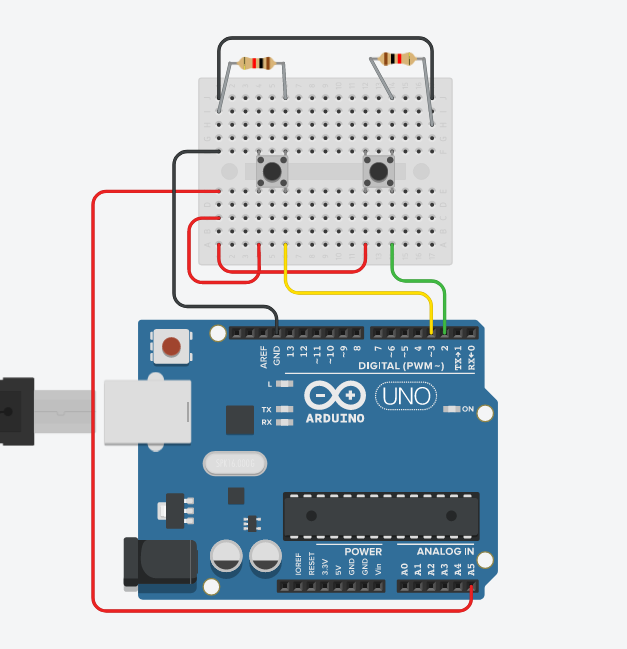 AREF
GND
13
12
~11
~10
~9
8
7
~6
~5
4
~3
2
TX→1
RX←0
DIGITAL (PWM ~)
L
TX
RX
ARDUINO
UNO
ON
POWER
ANALOG IN
IOREF
RESET
3.3V
5V
GND
GND
Vin
A0
A1
A2
A3
A4
A5